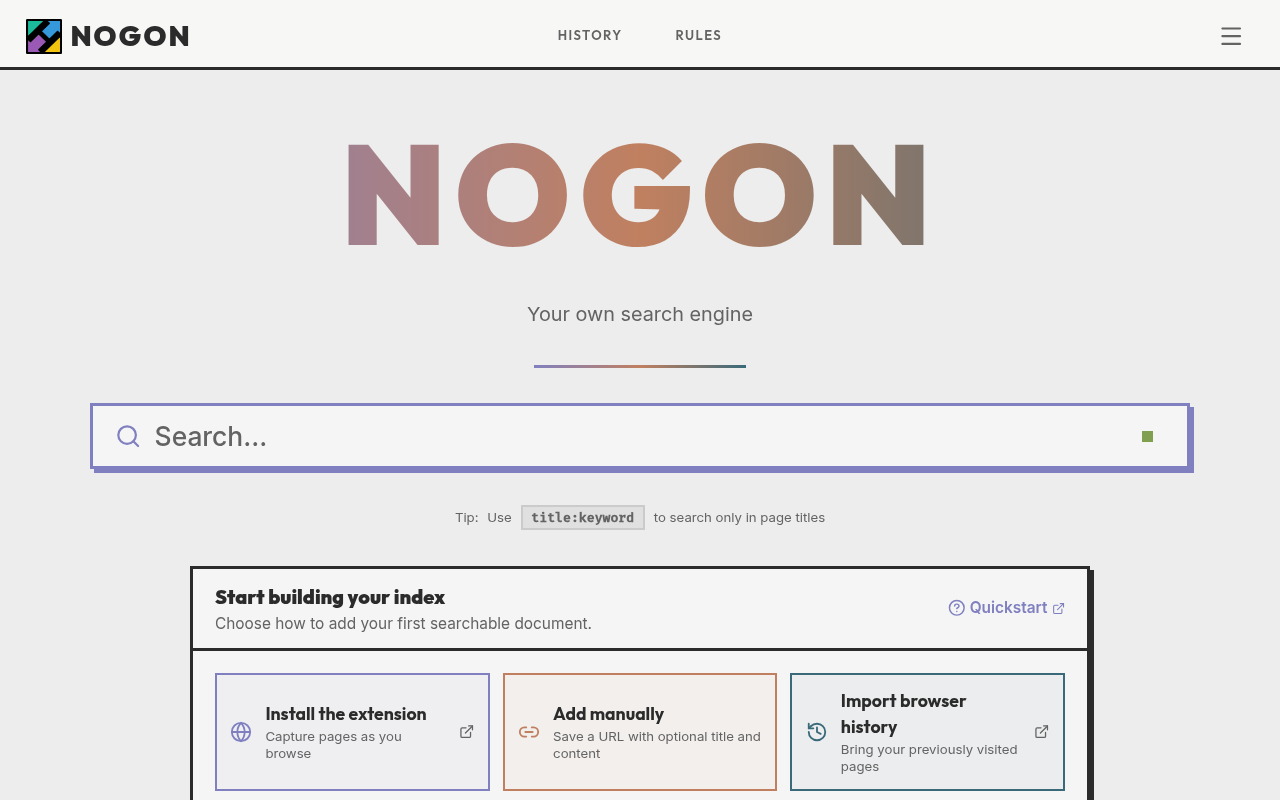 NOGON
HISTORY
RULES
NOGON
Your own search engine
Search...
Tip: Use title:keyword to search only in page titles
Start building your index
Choose how to add your first searchable document.
Quickstart
Install the extension
Capture pages as you
browse
Add manually
Save a URL with optional title and
content
Import browser
history
Bring your previously visited
pages